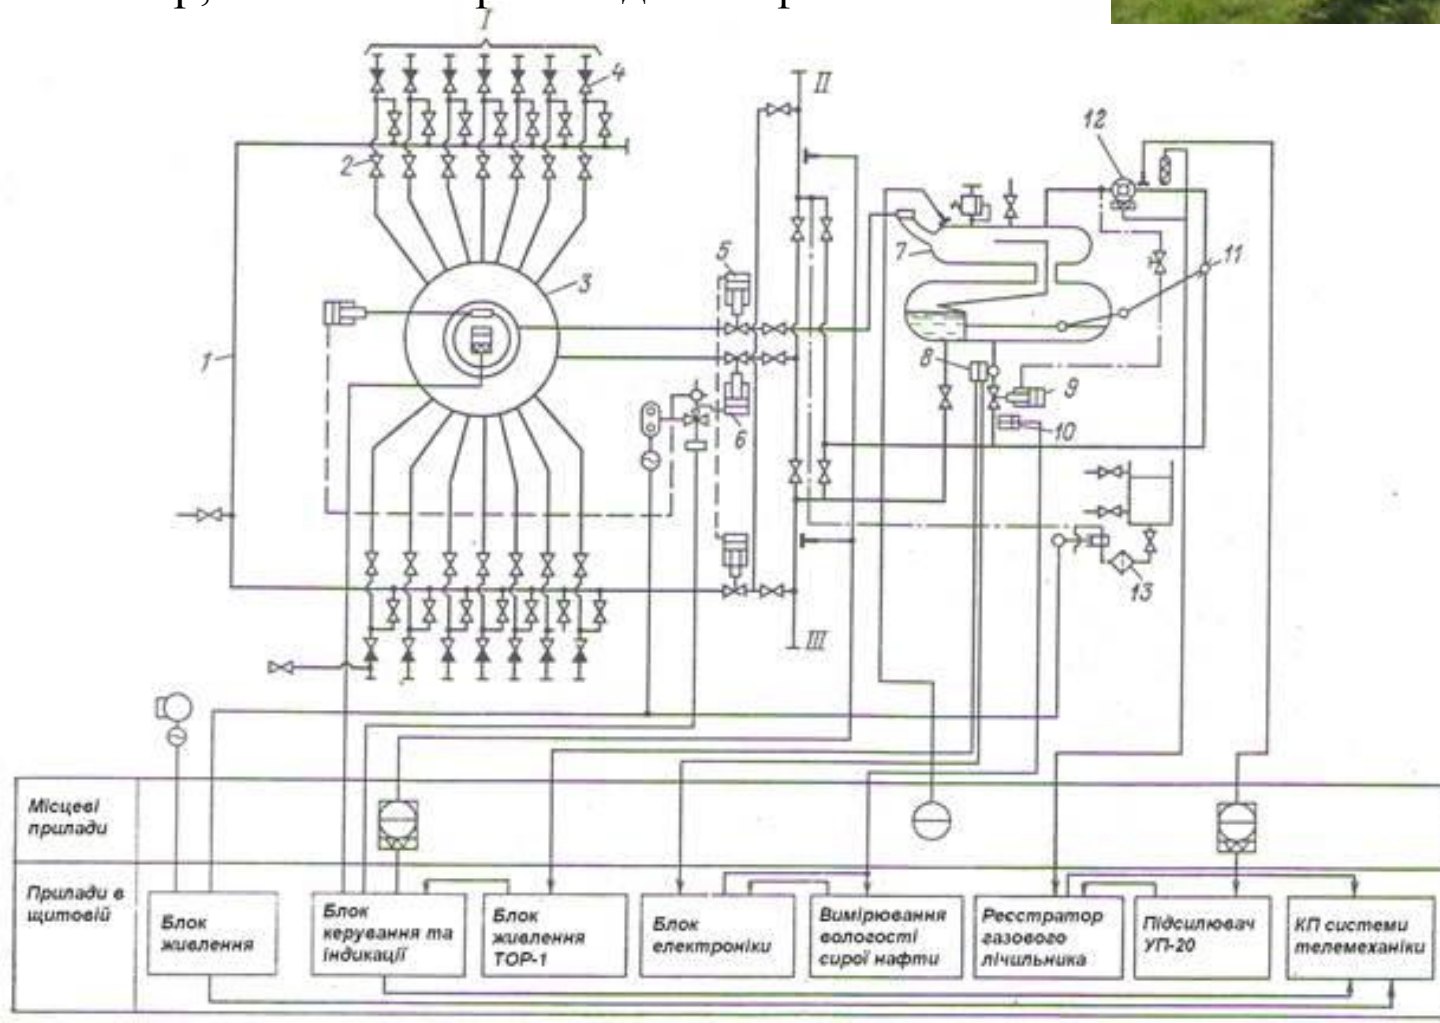 I
4
II
12
2
5
7
11
3
1
8
9
6
10
13
III
Місцеві
прилади
Прилади в
щитовій
Блок
живлення
Блок
керування та
індикації
Блок
живлення
ТОР-1
Блок
електроніки
Вимірювання
вологості
сирої нафти
Реєстратор
газового
лічильника
Підсилювач
УП-20
КП системи
телемеханіки